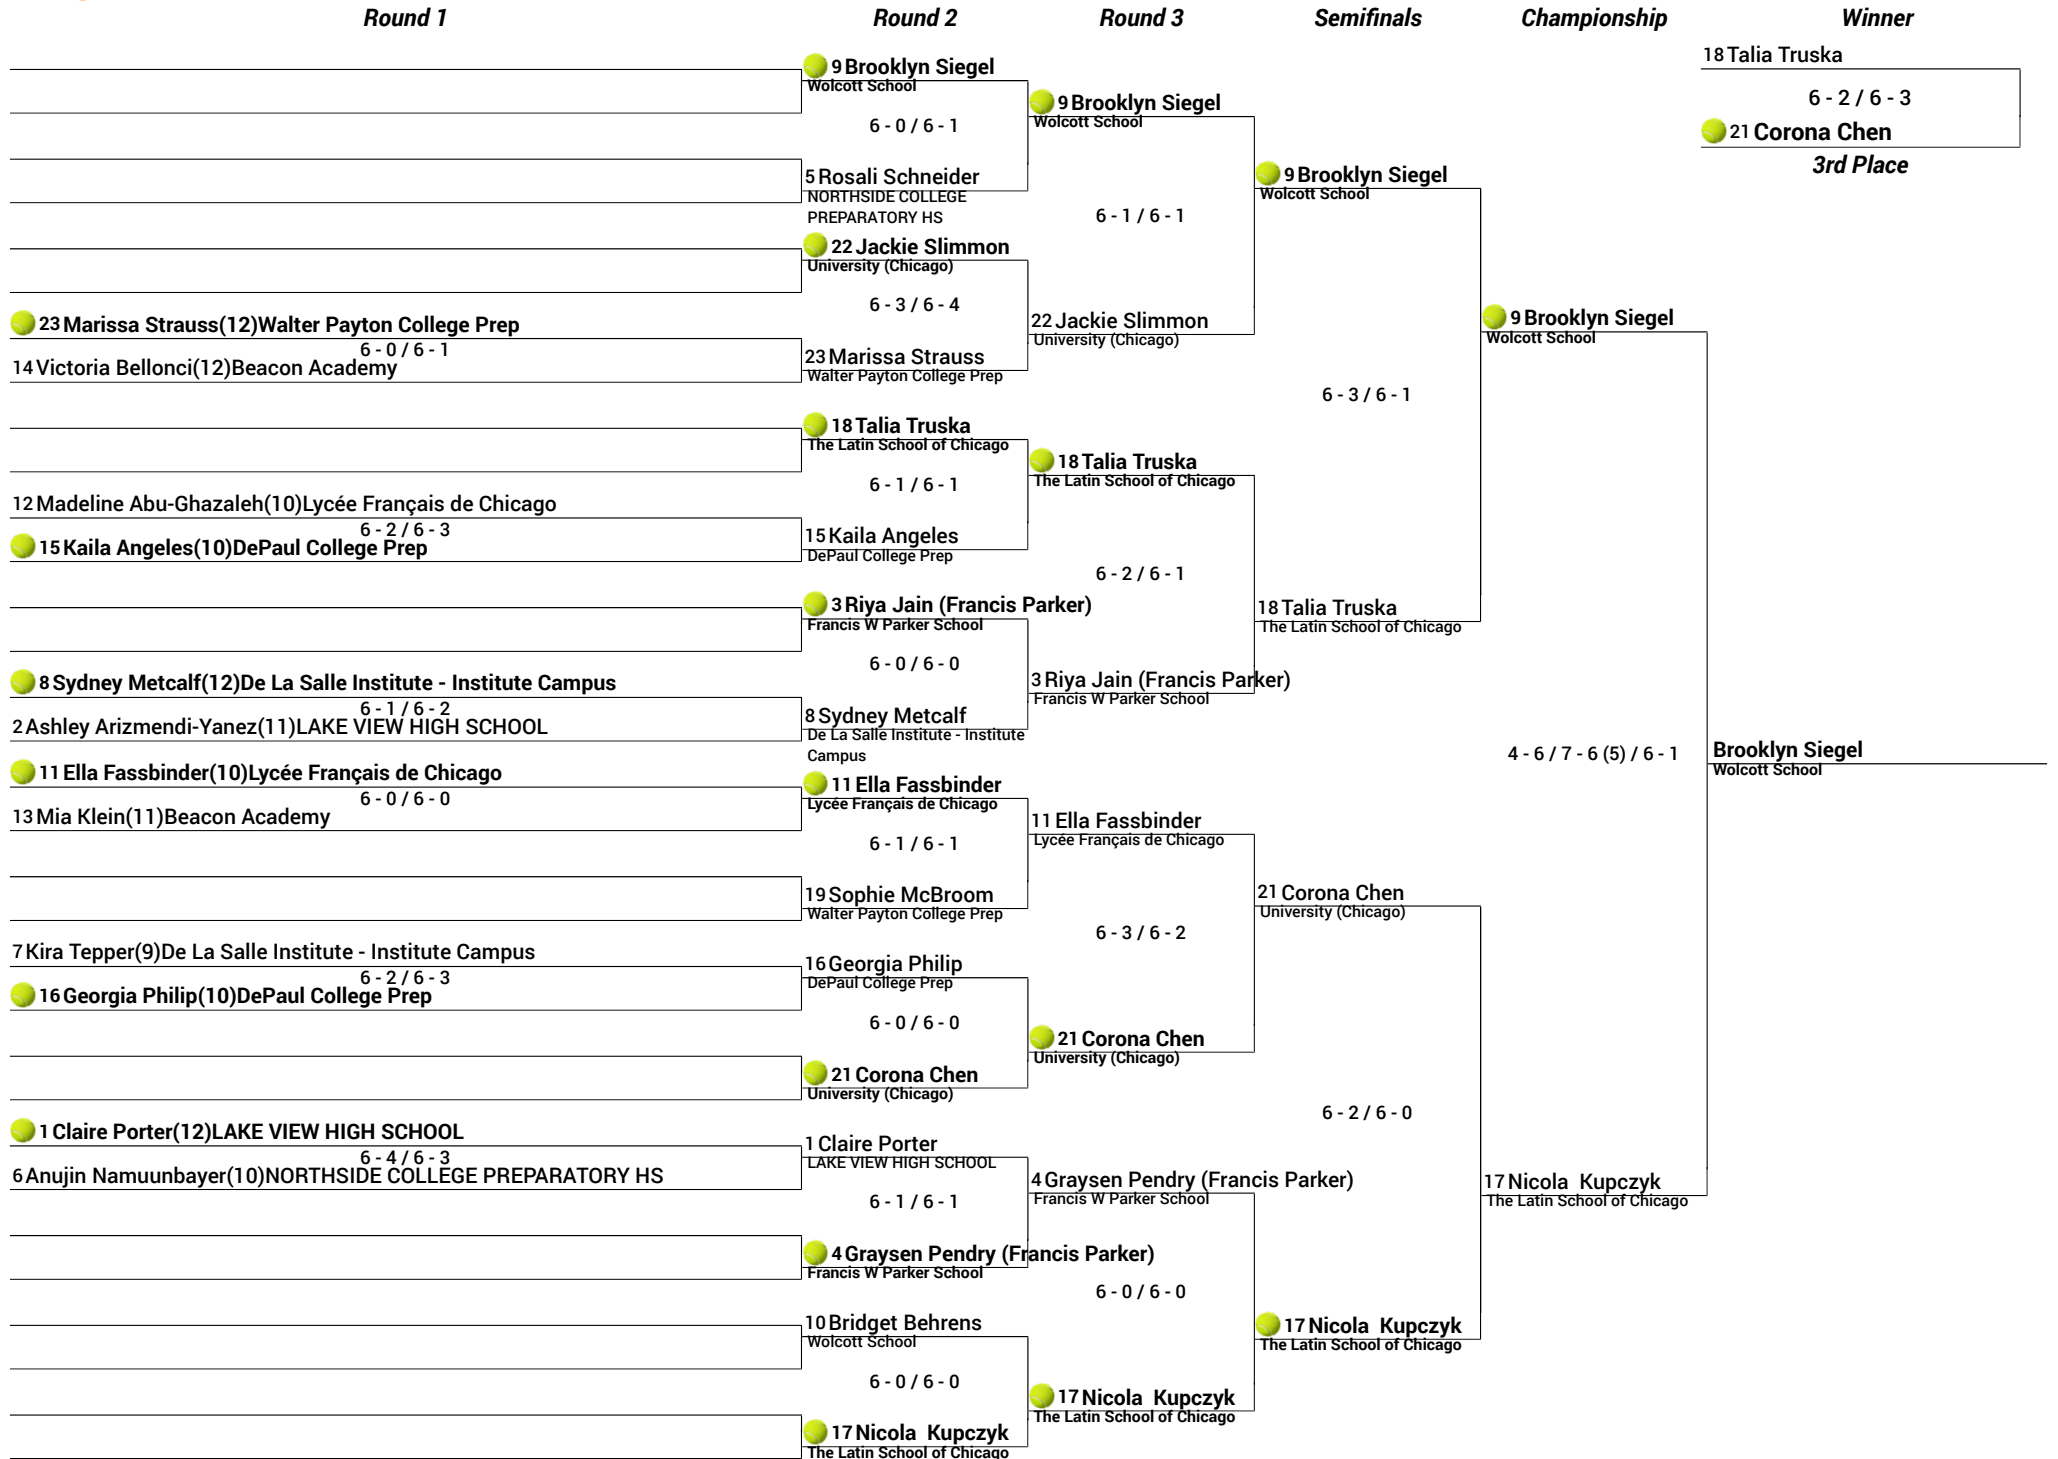 Round 1
Round 2
Round 3
Semifinals
Championship
Winner
18 Talia Truska
6 - 2 / 6 - 3
21 Corona Chen
3rd Place
23 Marissa Strauss(12)Walter Payton College Prep
6 - 0 / 6 - 1
14 Victoria Bellonci(12)Beacon Academy
12 Madeline Abu-Ghazaleh(10)Lycée Français de Chicago
6 - 2 / 6 - 3
15 Kaila Angeles(10)DePaul College Prep
8 Sydney Metcalf(12)De La Salle Institute - Institute Campus
6 - 1 / 6 - 2
2 Ashley Arizmendi-Yanez(11)LAKE VIEW HIGH SCHOOL
11 Ella Fassbinder(10)Lycée Français de Chicago
6 - 0 / 6 - 0
13 Mia Klein(11)Beacon Academy
7 Kira Tepper(9)De La Salle Institute - Institute Campus
6 - 2 / 6 - 3
16 Georgia Philip(10)DePaul College Prep
1 Claire Porter(12)LAKE VIEW HIGH SCHOOL
6 - 4 / 6 - 3
6 Anujin Namuunbayer(10)NORTHSIDE COLLEGE PREPARATORY HS
9 Brooklyn Siegel
Wolcott School
6 - 0 / 6 - 1
5 Rosali Schneider
NORTHSIDE COLLEGE
PREPARATORY HS
22 Jackie Slimmon
University (Chicago)
6 - 3 / 6 - 4
23 Marissa Strauss
Walter Payton College Prep
18 Talia Truska
The Latin School of Chicago
6 - 1 / 6 - 1
15 Kaila Angeles
DePaul College Prep
3 Riya Jain (Francis Parker)
Francis W Parker School
6 - 0 / 6 - 0
8 Sydney Metcalf
De La Salle Institute - Institute
Campus
11 Ella Fassbinder
Lycée Français de Chicago
6 - 1 / 6 - 1
19 Sophie McBroom
Walter Payton College Prep
16 Georgia Philip
DePaul College Prep
6 - 0 / 6 - 0
21 Corona Chen
University (Chicago)
1 Claire Porter
LAKE VIEW HIGH SCHOOL
6 - 1 / 6 - 1
4 Graysen Pendry (Francis Parker)
Francis W Parker School
10 Bridget Behrens
Wolcott School
6 - 0 / 6 - 0
17 Nicola Kupczyk
The Latin School of Chicago
9 Brooklyn Siegel
Wolcott School
6 - 1 / 6 - 1
22 Jackie Slimmon
University (Chicago)
18 Talia Truska
The Latin School of Chicago
6 - 2 / 6 - 1
3 Riya Jain (Francis Parker)
Francis W Parker School
11 Ella Fassbinder
Lycée Français de Chicago
6 - 3 / 6 - 2
21 Corona Chen
University (Chicago)
4 Graysen Pendry (Francis Parker)
Francis W Parker School
6 - 0 / 6 - 0
17 Nicola Kupczyk
The Latin School of Chicago
9 Brooklyn Siegel
Wolcott School
6 - 3 / 6 - 1
18 Talia Truska
The Latin School of Chicago
21 Corona Chen
University (Chicago)
6 - 2 / 6 - 0
17 Nicola Kupczyk
The Latin School of Chicago
9 Brooklyn Siegel
Wolcott School
4 - 6 / 7 - 6 (5) / 6 - 1
17 Nicola Kupczyk
The Latin School of Chicago
Brooklyn Siegel
Wolcott School